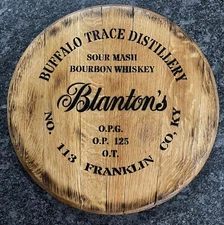 BUFFALO TRACE DISTILLERY
SOUR MASH
BOURBON WHISKEY
Blanton's
O.P.G.
O.P. 125
O.T.
NO. 113 FRANKLIN CO, KY